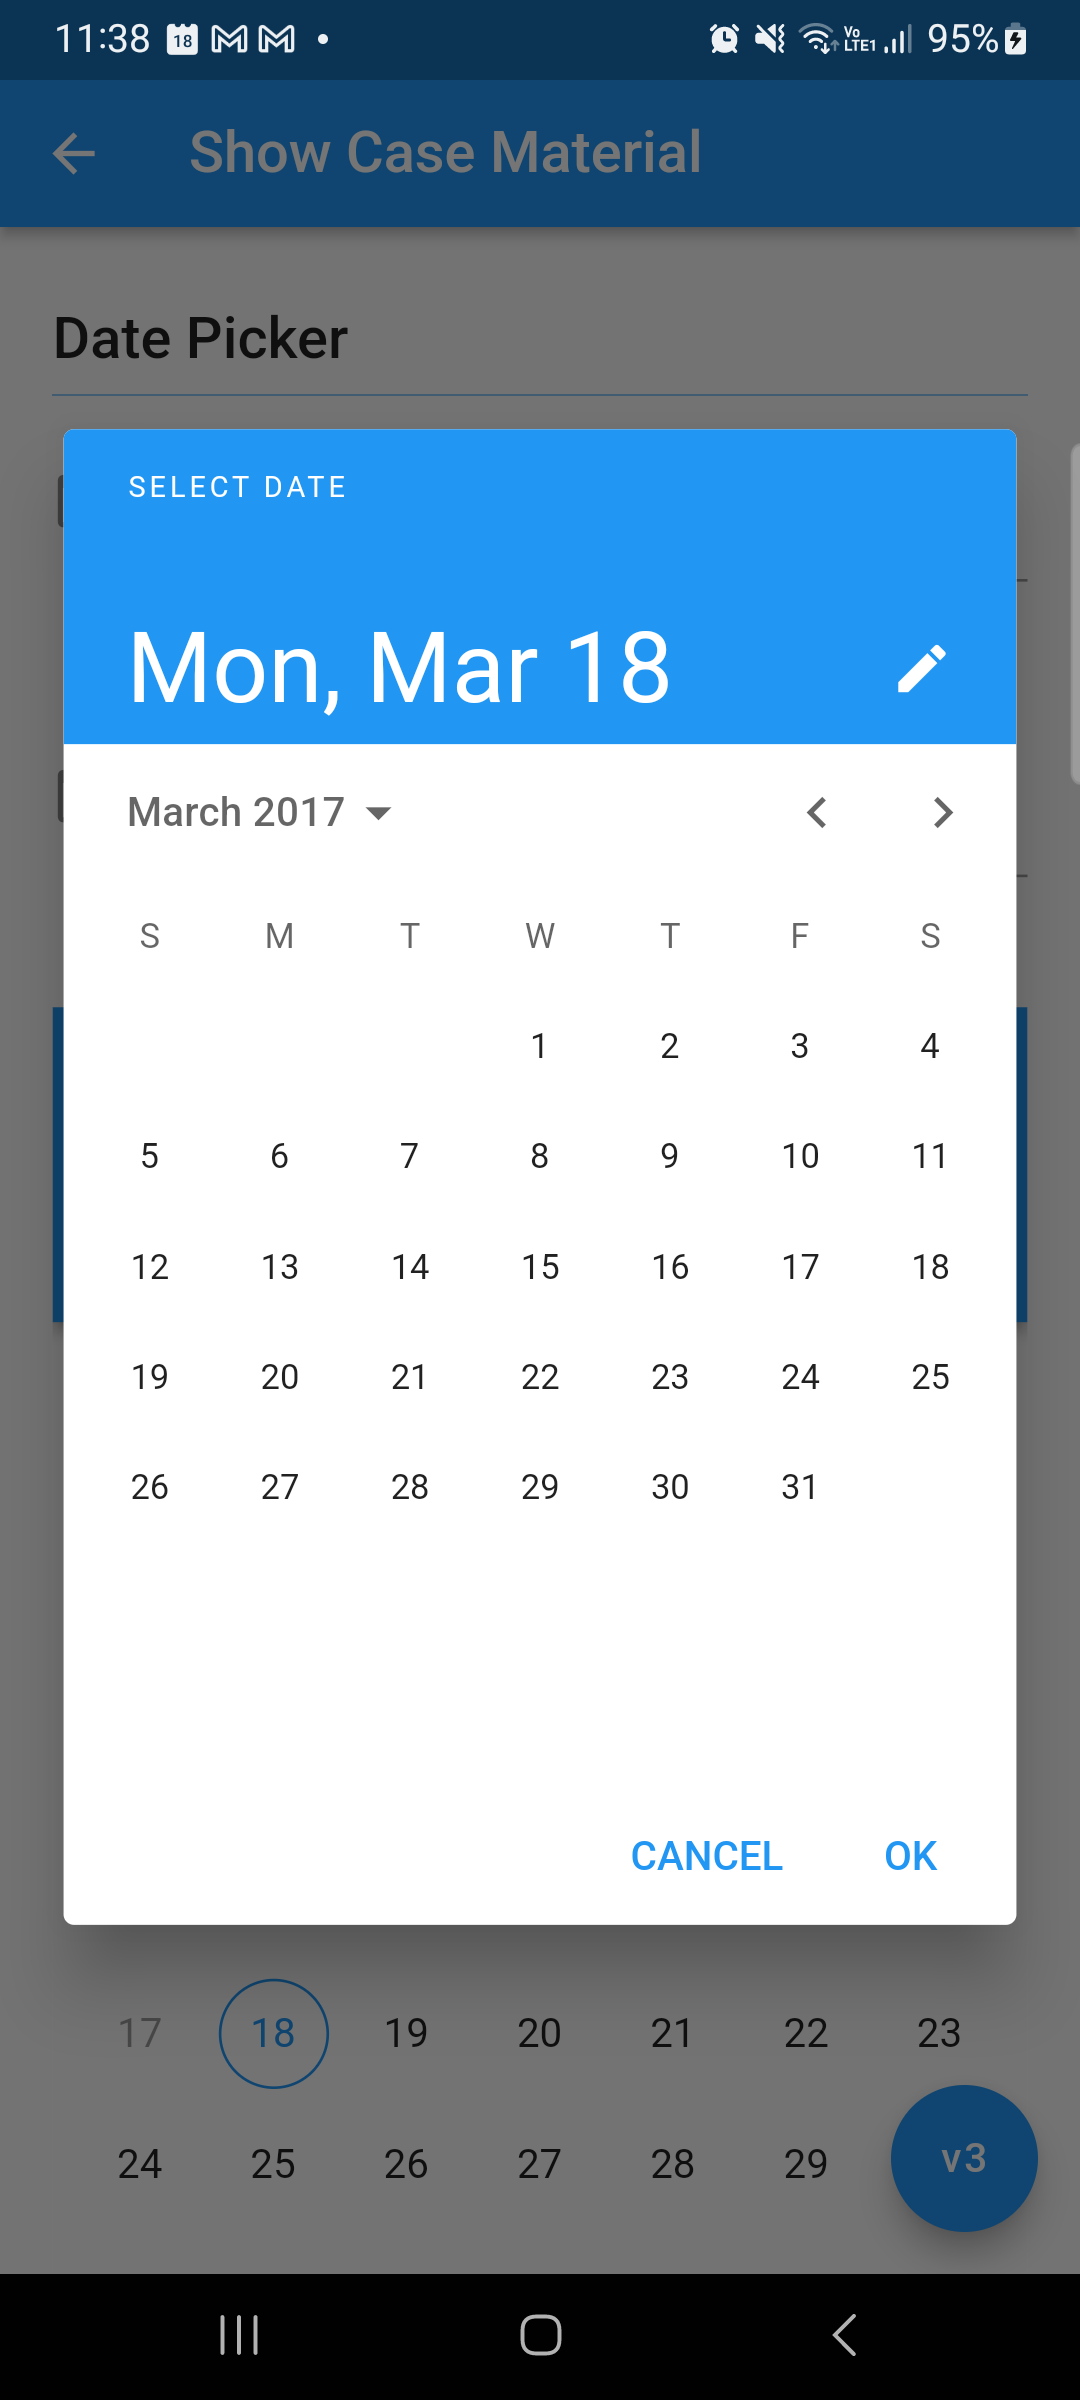 11:38 18 Vo LTE1 95%
Show Case Material
Date Picker
SELECT DATE
Mon, Mar 18
March 2017
S M T W T F S
1 2 3 4
5 6 7 8 9 10 11
12 13 14 15 16 17 18
19 20 21 22 23 24 25
26 27 28 29 30 31
CANCEL OK
17 18 19 20 21 22 23
24 25 26 27 28 29
v3